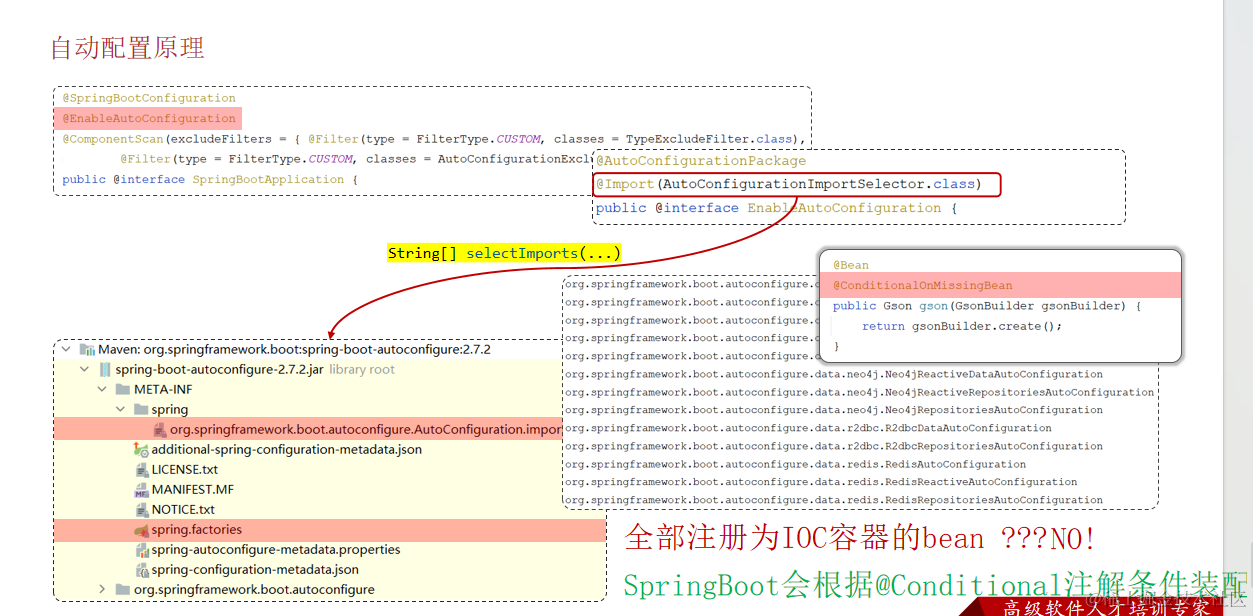 自动配置原理
@SpringBootConfiguration
@EnableAutoConfiguration
@ComponentScan(excludeFilters = { @Filter(type = FilterType.CUSTOM, classes = TypeExcludeFilter.class),
@Filter(type = FilterType.CUSTOM, classes = AutoConfigurationExcl
public @interface SpringBootApplication {
@AutoConfigurationPackage
@Import(AutoConfigurationImportSelector.class)
public @interface EnableAutoConfiguration {
String[] selectImports(...)
@Bean
@ConditionalOnMissingBean
public Gson gson(GsonBuilder gsonBuilder) {
return gsonBuilder.create();
}
org.springframework.boot.autoconfigure.
org.springframework.boot.autoconfigure.
org.springframework.boot.autoconfigure.
org.springframework.boot.autoconfigure.
org.springframework.boot.autoconfigure.
org.springframework.boot.autoconfigure.data.neo4j.Neo4jReactiveDataAutoConfiguration
org.springframework.boot.autoconfigure.data.neo4j.Neo4jReactiveRepositoriesAutoConfiguration
org.springframework.boot.autoconfigure.data.neo4j.Neo4jRepositoriesAutoConfiguration
org.springframework.boot.autoconfigure.data.r2dbc.R2dbcDataAutoConfiguration
org.springframework.boot.autoconfigure.data.r2dbc.R2dbcRepositoriesAutoConfiguration
org.springframework.boot.autoconfigure.data.redis.RedisAutoConfiguration
org.springframework.boot.autoconfigure.data.redis.RedisReactiveAutoConfiguration
org.springframework.boot.autoconfigure.data.redis.RedisRepositoriesAutoConfiguration
Maven: org.springframework.boot:spring-boot-autoconfigure:2.7.2
spring-boot-autoconfigure-2.7.2.jar library root
META-INF
spring
org.springframework.boot.autoconfigure.AutoConfiguration.impor
additional-spring-configuration-metadata.json
LICENSE.txt
MANIFEST.MF
NOTICE.txt
spring.factories
spring-autoconfigure-metadata.properties
spring-configuration-metadata.json
org.springframework.boot.autoconfigure
全部注册为IOC容器的bean ???NO!
SpringBoot会根据@Conditional注解条件装配
高级软件人才培训专家